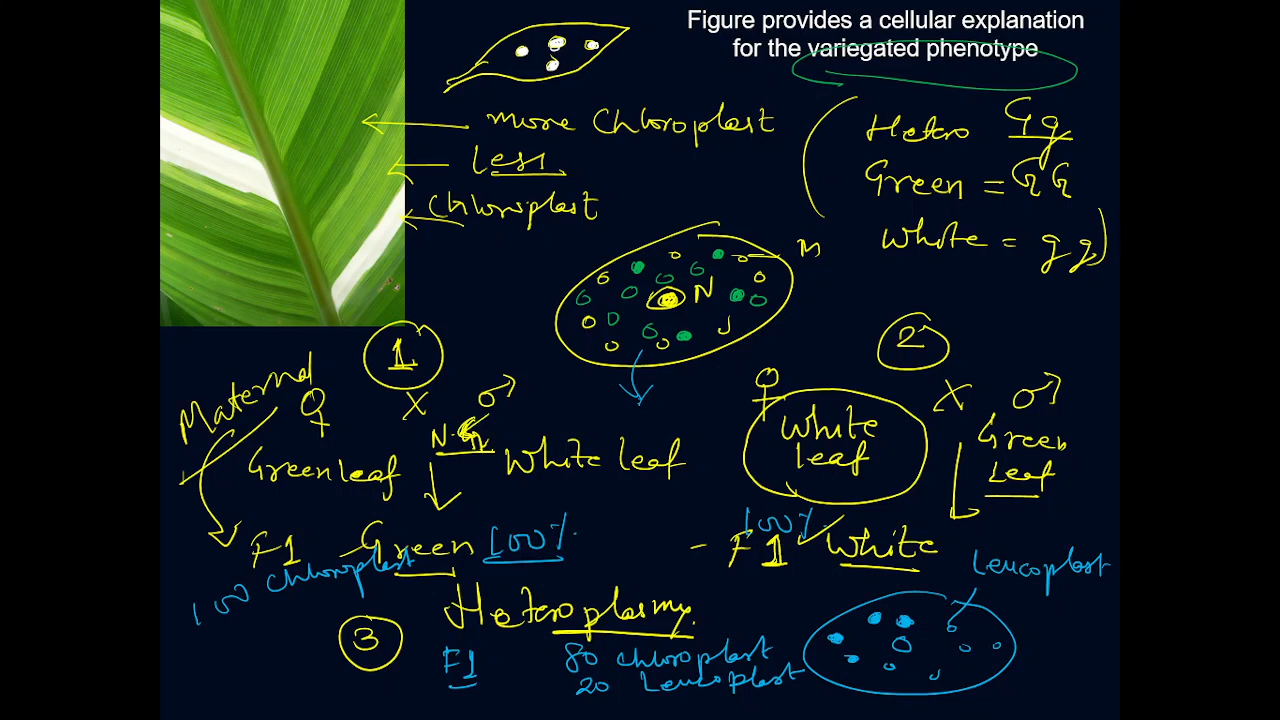 Figure provides a cellular explanation
for the variegated phenotype
more Chloroplast
less
Chloroplast
Hetero Gg
Green = GG
White = gg)
N
m
1
2
Maternal
♀ X ♂
♀ X ♂
N
Greenleaf White leaf
White
leaf
Green
Leaf
F1 - Green 100%
100 chloroplast
100%
- F1 White
Leucoplast
3 Heteroplasmy.
F1 80 chloroplast
20 Leucoplast